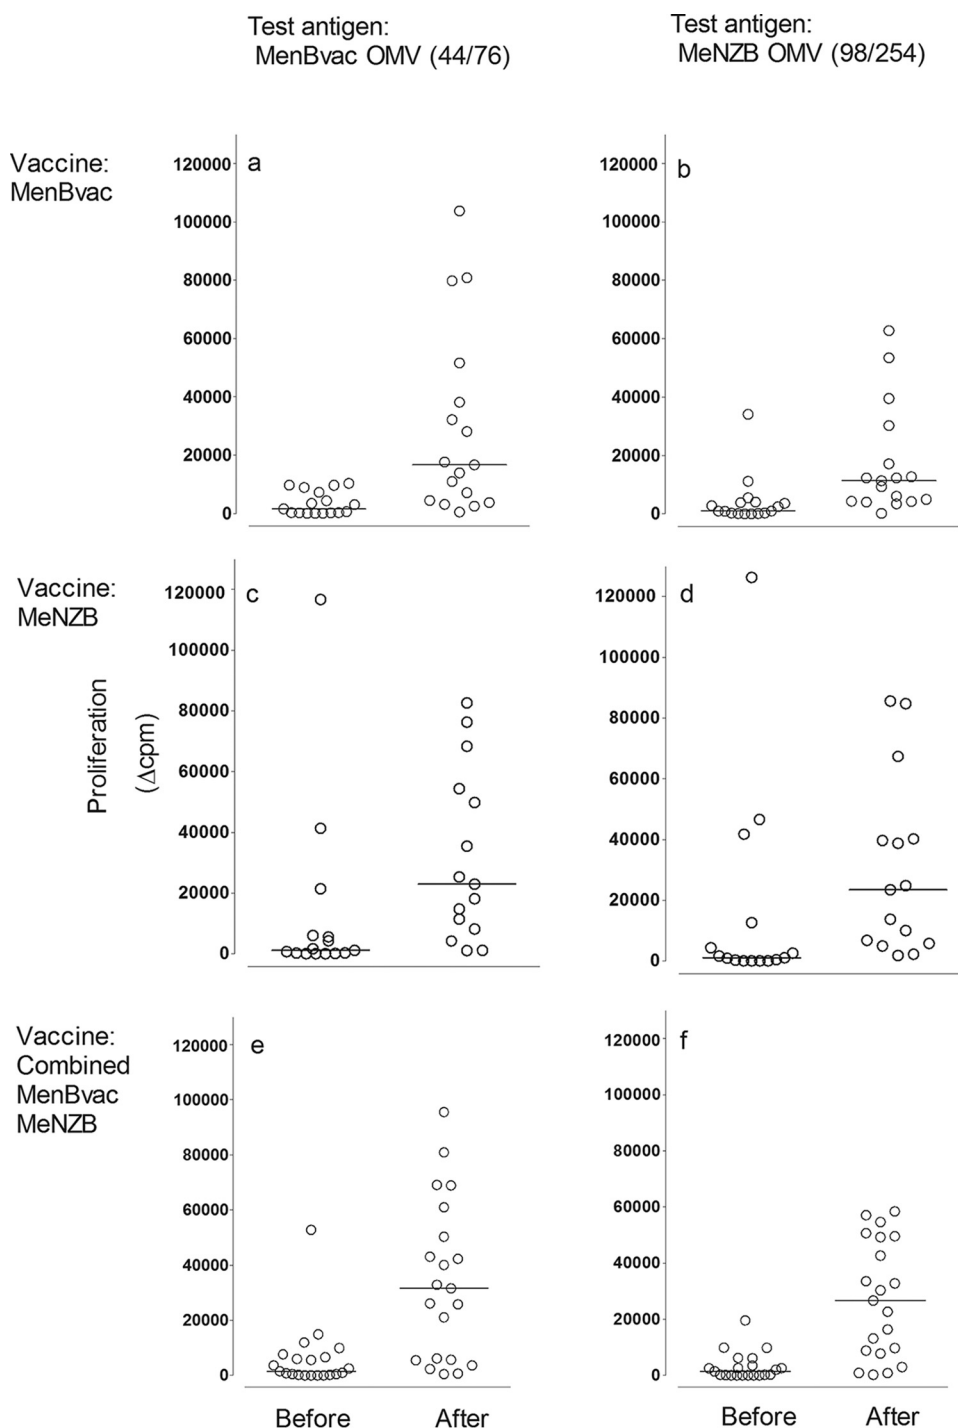 Test antigen:
MenBvac OMV (44/76)
Test antigen:
MeNZB OMV (98/254)
Vaccine:
MenBvac
a
120000
100000
80000
60000
40000
20000
0
b
120000
100000
80000
60000
40000
20000
0
Vaccine:
MeNZB
Proliferation
(Δcpm)
c
120000
100000
80000
60000
40000
20000
0
d
120000
100000
80000
60000
40000
20000
0
Vaccine:
Combined
MenBvac
MeNZB
e
120000
100000
80000
60000
40000
20000
0
f
120000
100000
80000
60000
40000
20000
0
Before
After
Before
After